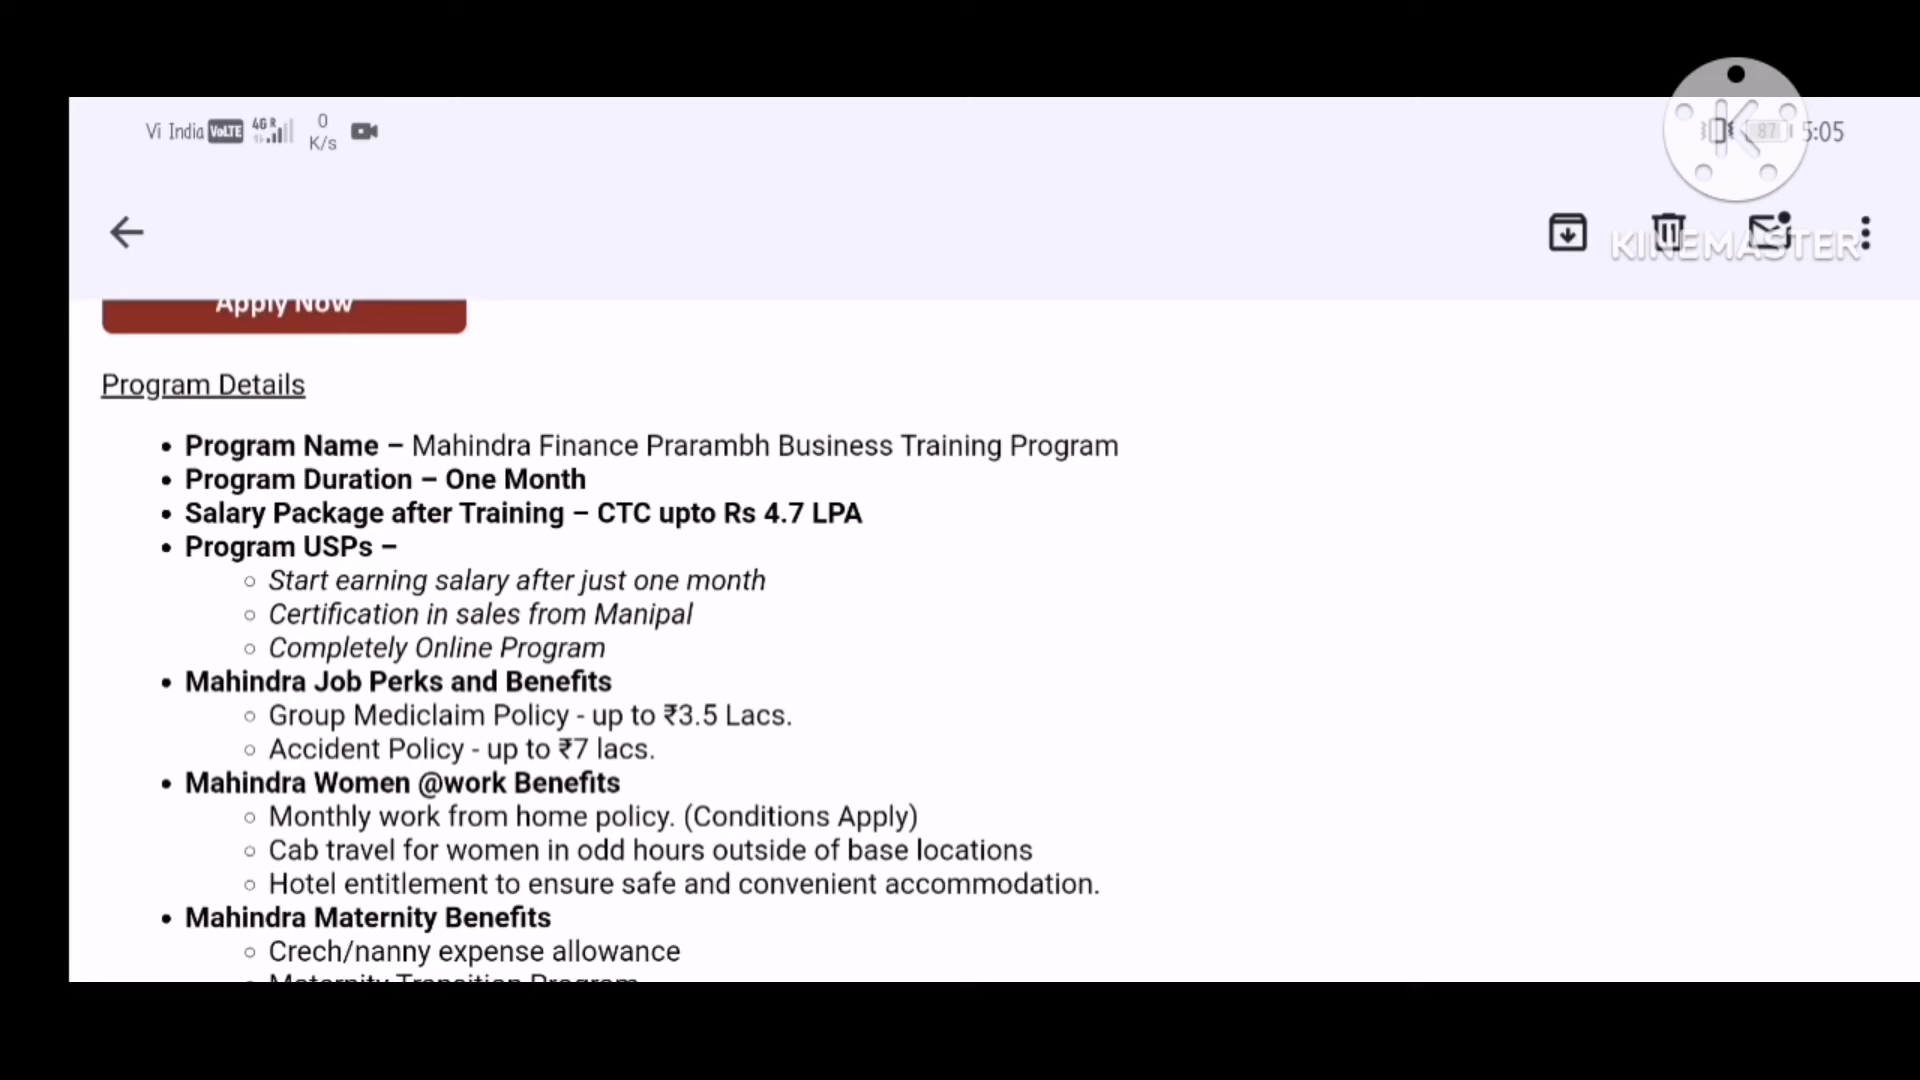 Vi India VoLTE 4G R 0 K/s 87 5:05
KINEMASTER
Apply Now
Program Details
• Program Name – Mahindra Finance Prarambh Business Training Program
• Program Duration – One Month
• Salary Package after Training – CTC upto Rs 4.7 LPA
• Program USPs –
○ Start earning salary after just one month
○ Certification in sales from Manipal
○ Completely Online Program
• Mahindra Job Perks and Benefits
○ Group Mediclaim Policy - up to ₹3.5 Lacs.
○ Accident Policy - up to ₹7 lacs.
• Mahindra Women @work Benefits
○ Monthly work from home policy. (Conditions Apply)
○ Cab travel for women in odd hours outside of base locations
○ Hotel entitlement to ensure safe and convenient accommodation.
• Mahindra Maternity Benefits
○ Crech/nanny expense allowance
○ Maternity Transition Program